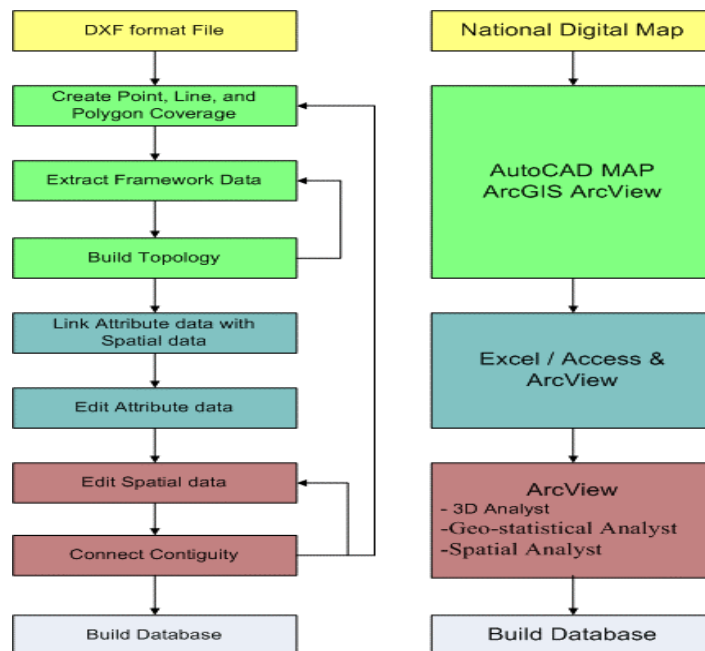 DXF format File
Create Point, Line, and
Polygon Coverage
Extract Framework Data
Build Topology
Link Attribute data with
Spatial data
Edit Attribute data
Edit Spatial data
Connect Contiguity
Build Database
National Digital Map
AutoCAD MAP
ArcGIS ArcView
Excel / Access &
ArcView
ArcView
- 3D Analyst
-Geo-statistical Analyst
-Spatial Analyst
Build Database